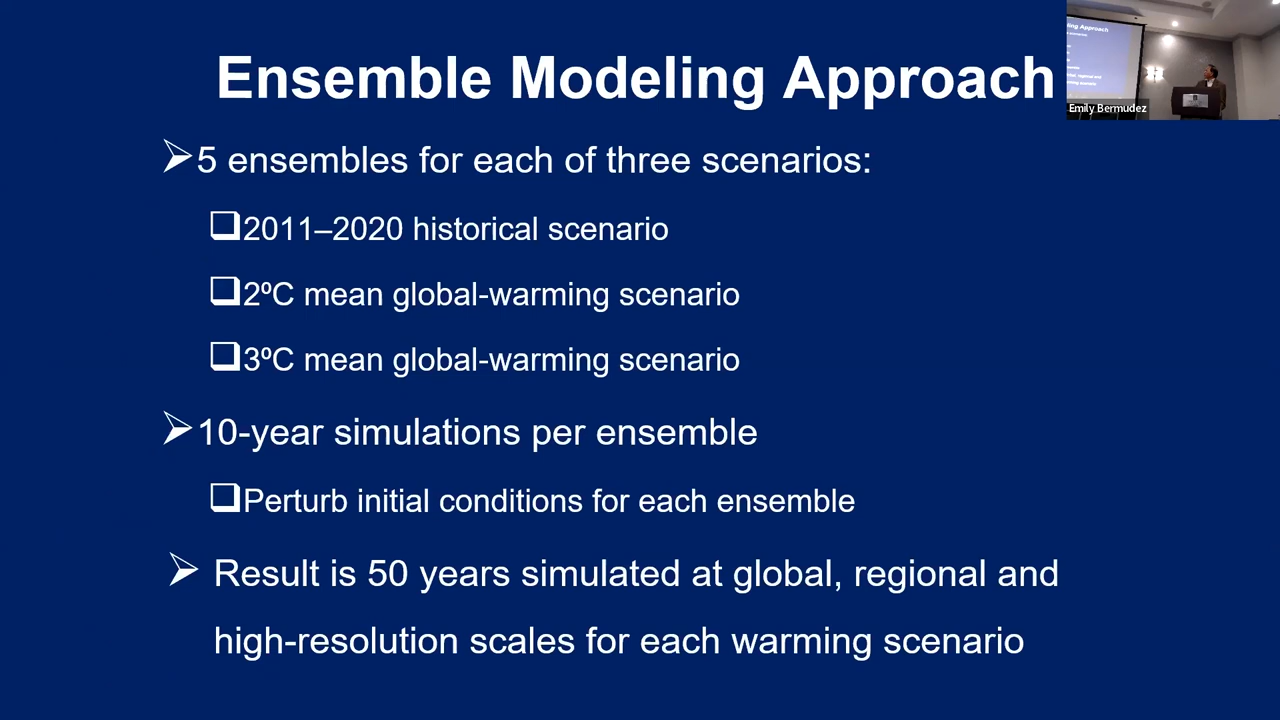 Ensemble Modeling Approach
5 ensembles for each of three scenarios:
2011–2020 historical scenario
2ºC mean global-warming scenario
3ºC mean global-warming scenario
10-year simulations per ensemble
Perturb initial conditions for each ensemble
Result is 50 years simulated at global, regional and
high-resolution scales for each warming scenario
Emily Bermudez